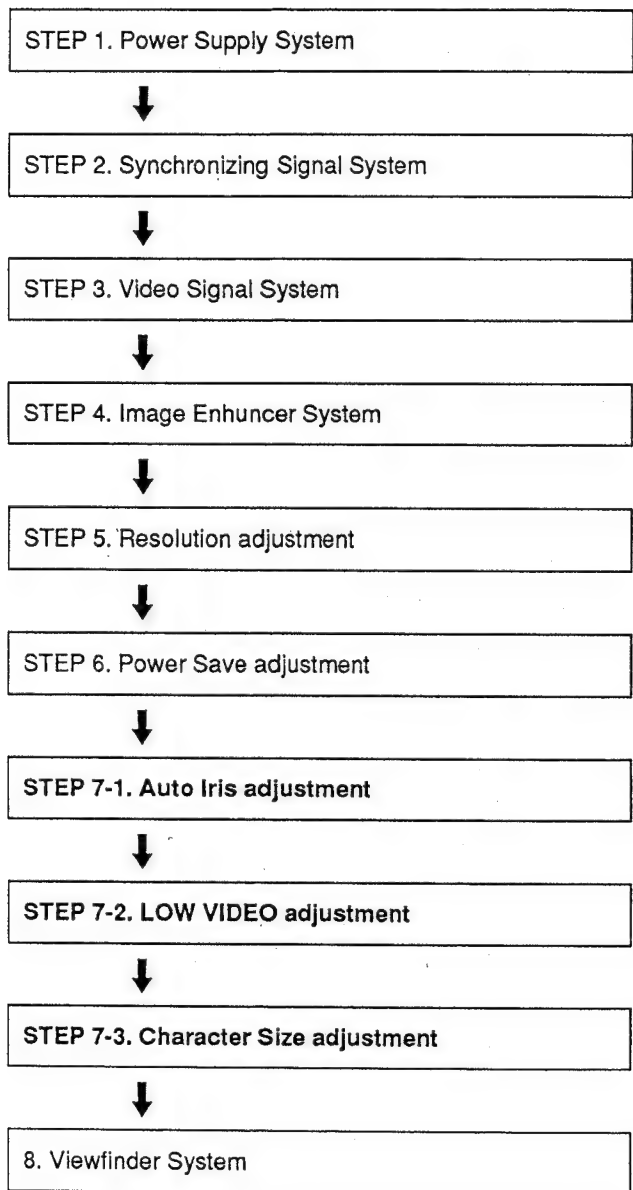 STEP 1. Power Supply System
STEP 2. Synchronizing Signal System
STEP 3. Video Signal System
STEP 4. Image Enhuncer System
STEP 5. Resolution adjustment
STEP 6. Power Save adjustment
STEP 7-1. Auto Iris adjustment
STEP 7-2. LOW VIDEO adjustment
STEP 7-3. Character Size adjustment
8. Viewfinder System